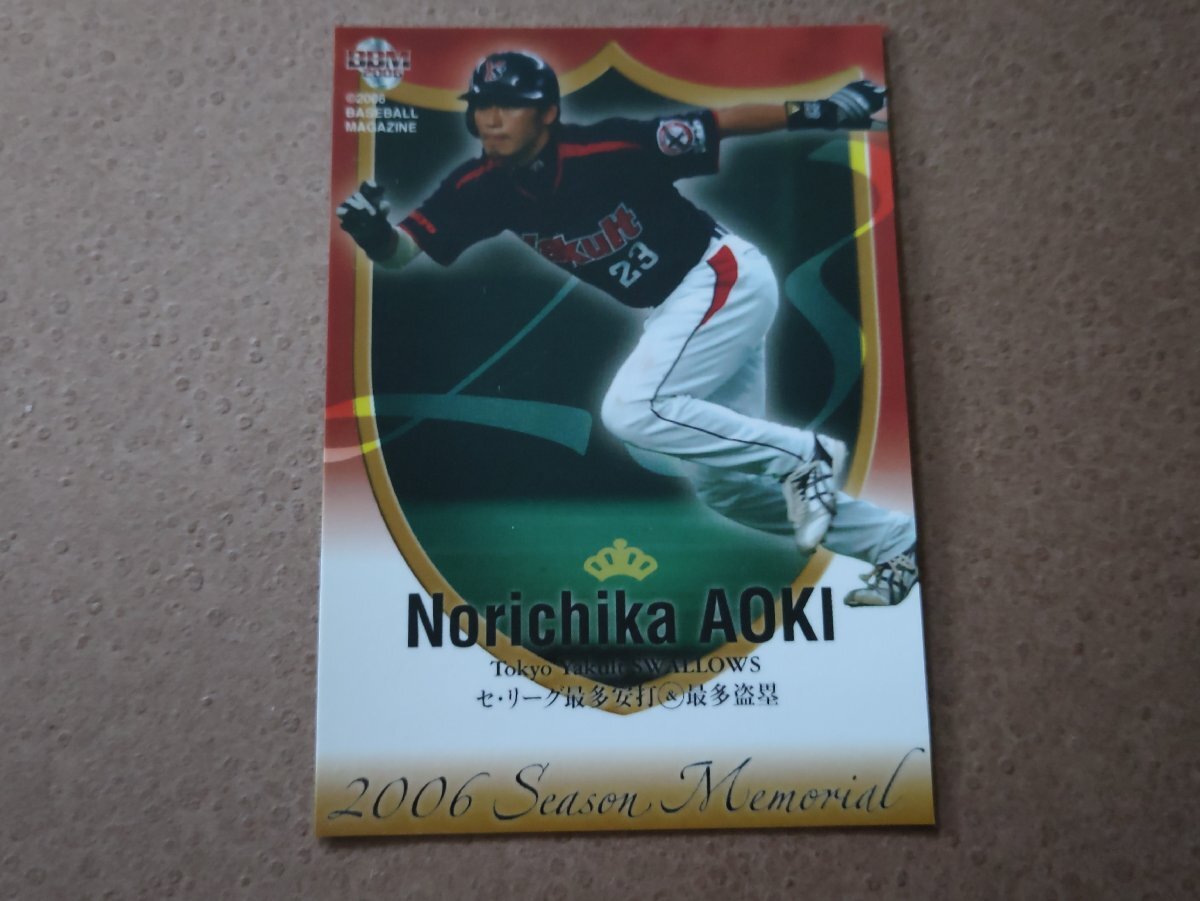 BBM
2006
©2006
BASEBALL
MAGAZINE
Yakult
23
Norichika AOKI
Tokyo Yakult SWALLOWS
セ・リーグ最多安打&最多盗塁
2006 Season Memorial